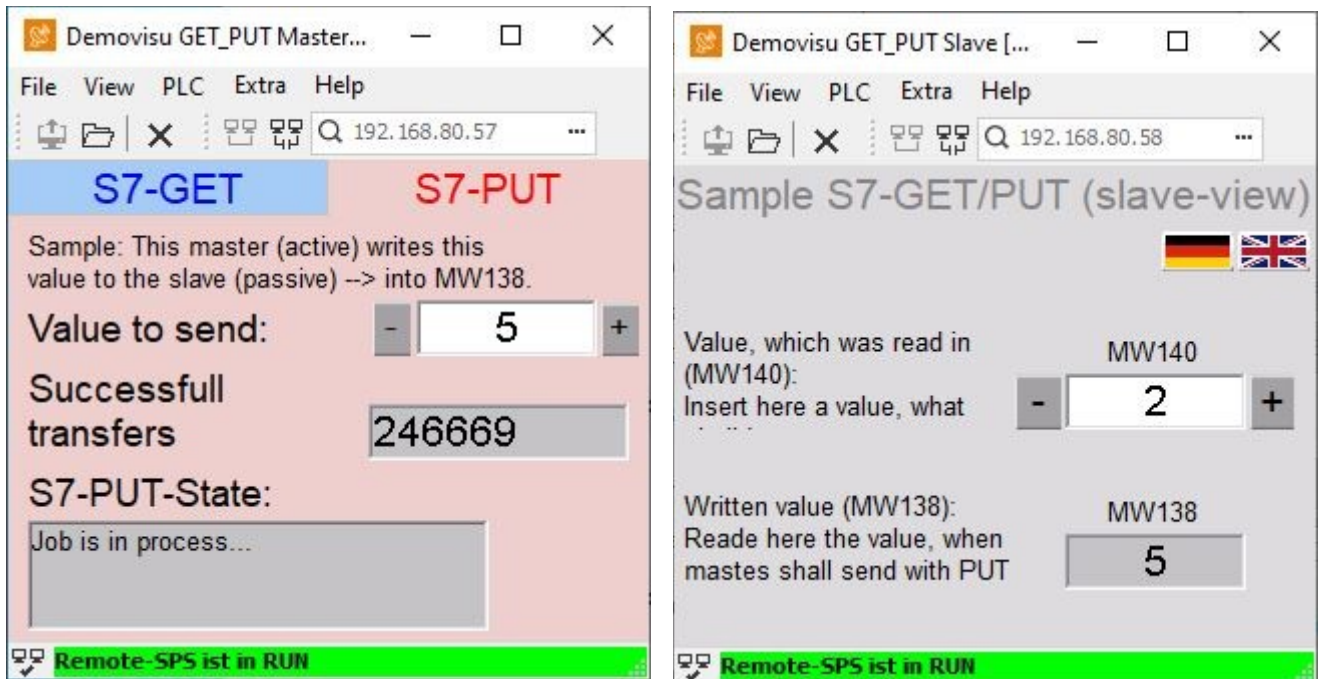 Demovisu GET_PUT Master...
File View PLC Extra Help
192.168.80.57 ...
S7-GET S7-PUT
Sample: This master (active) writes this
value to the slave (passive) --> into MW138.
Value to send: - 5 +
Successfull
transfers 246669
S7-PUT-State:
Job is in process...
Remote-SPS ist in RUN
Demovisu GET_PUT Slave [...
File View PLC Extra Help
192.168.80.58 ...
Sample S7-GET/PUT (slave-view)
Value, which was read in
(MW140):
Insert here a value, what
MW140
- 2 +
Written value (MW138):
Reade here the value, when
mastes shall send with PUT
MW138
5
Remote-SPS ist in RUN